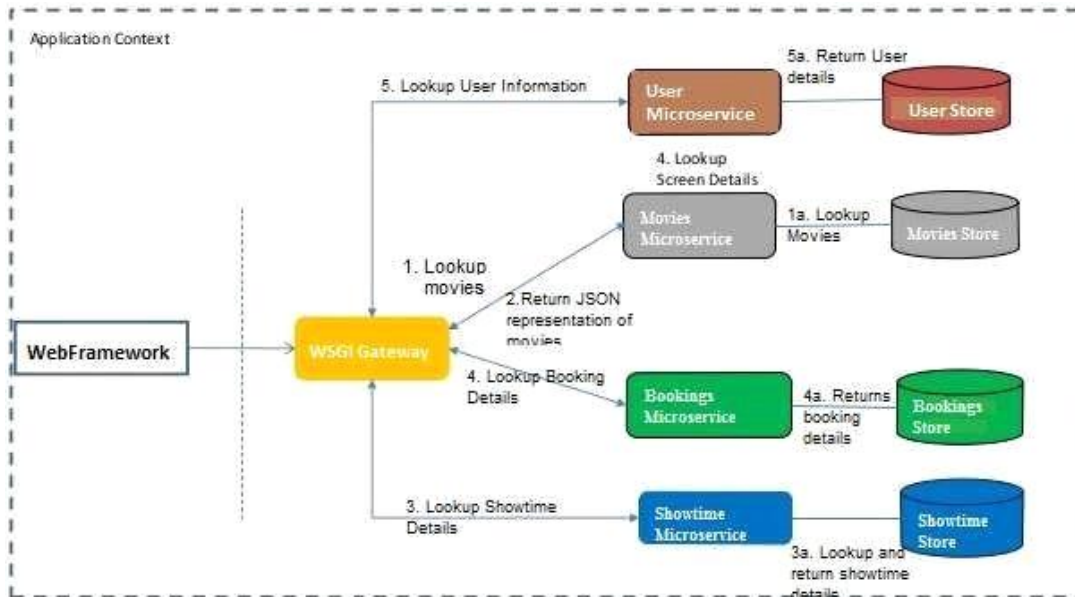 Application Context
5. Lookup User Information
User
Microservice
5a. Return User
details
User Store
4. Lookup
Screen Details
Movies
Microservice
1a. Lookup
Movies
Movies Store
1. Lookup
movies
2.Return JSON
representation of
movies
WebFramework
WSGI Gateway
4. Lookup Booking
Details
Bookings
Microservice
4a. Returns
booking
details
Bookings
Store
3. Lookup Showtime
Details
Showtime
Microservice
Showtime
Store
3a. Lookup and
return showtime
details